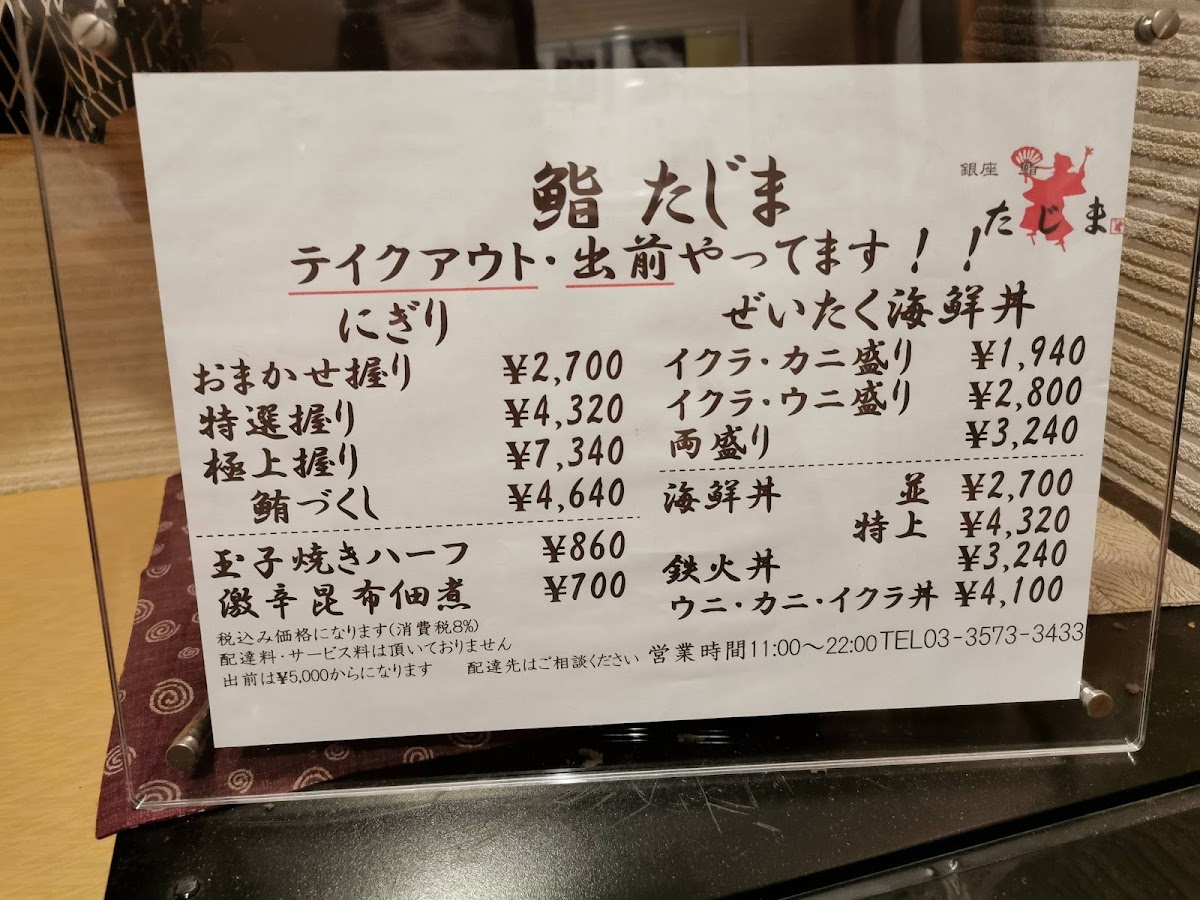 鮨 たじま
銀座 鮨
たじま
テイクアウト・出前やってます！！
にぎり
おまかせ握り ¥2,700
特選握り ¥4,320
極上握り ¥7,340
鮪づくし ¥4,640
玉子焼きハーフ ¥860
激辛昆布佃煮 ¥700
税込み価格になります(消費税8%)
配達料・サービス料は頂いておりません
出前は¥5,000からになります 配達先はご相談ください
ぜいたく海鮮丼
イクラ・カニ盛り ¥1,940
イクラ・ウニ盛り ¥2,800
両盛り ¥3,240
海鮮丼 並 ¥2,700
特上 ¥4,320
鉄火丼 ¥3,240
ウニ・カニ・イクラ丼 ¥4,100
営業時間11:00～22:00TEL03-3573-3433